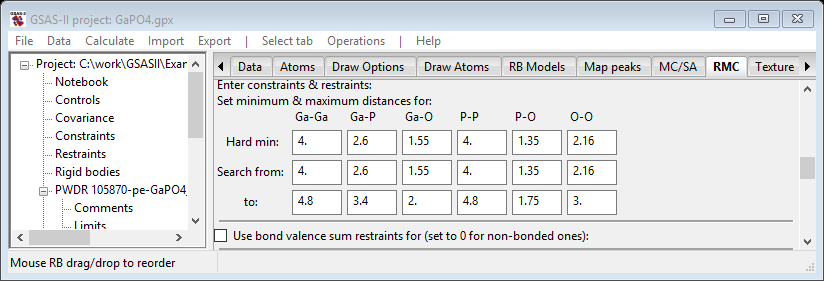 GSAS-II project: GaPO4.gpx
File Data Calculate Import Export | Select tab Operations | Help
Project: C:\work\GSASII\Exar
Notebook
Controls
Covariance
Constraints
Restraints
Rigid bodies
PWDR 105870-pe-GaPO4_
Comments
Limits
Data Atoms Draw Options Draw Atoms RB Models Map peaks MC/SA RMC Texture
Enter constraints & restraints:
Set minimum & maximum distances for:
Ga-Ga Ga-P Ga-O P-P P-O O-O
Hard min: 4. 2.6 1.55 4. 1.35 2.16
Search from: 4. 2.6 1.55 4. 1.35 2.16
to: 4.8 3.4 2. 4.8 1.75 3.
Use bond valence sum restraints for (set to 0 for non-bonded ones):
Mouse RB drag/drop to reorder